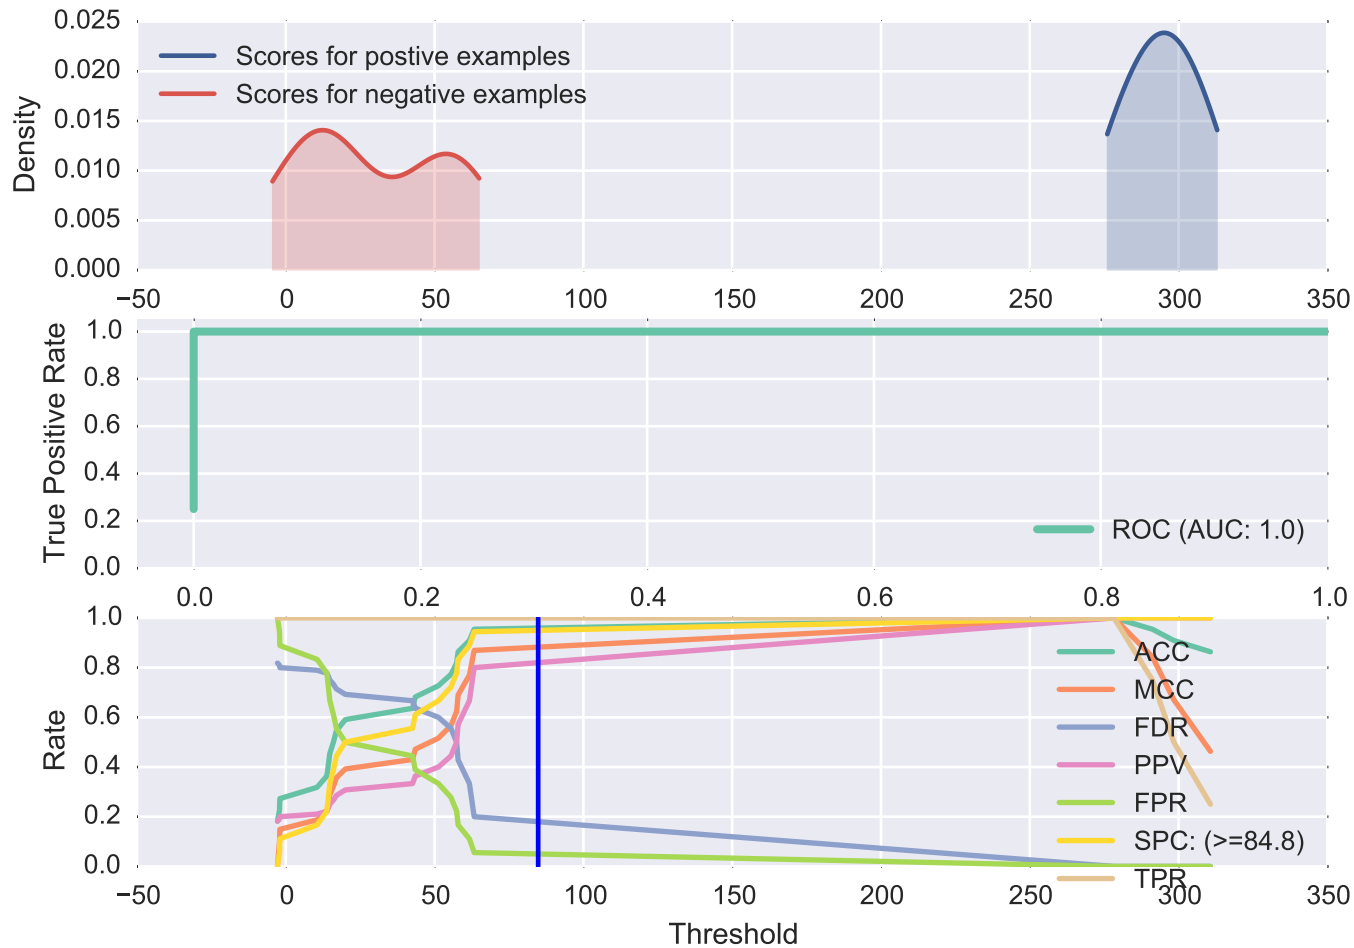 0.025
0.020
0.015
0.010
0.005
0.000
Density
Scores for postive examples
Scores for negative examples
−50 0 50 100 150 200 250 300 350
1.0
0.8
0.6
0.4
0.2
0.0
True Positive Rate
ROC (AUC: 1.0)
0.0 0.2 0.4 0.6 0.8 1.0
1.0
0.8
0.6
0.4
0.2
0.0
Rate
ACC
MCC
FDR
PPV
FPR
SPC: (>=84.8)
TPR
−50 0 50 100 150 200 250 300 350
Threshold